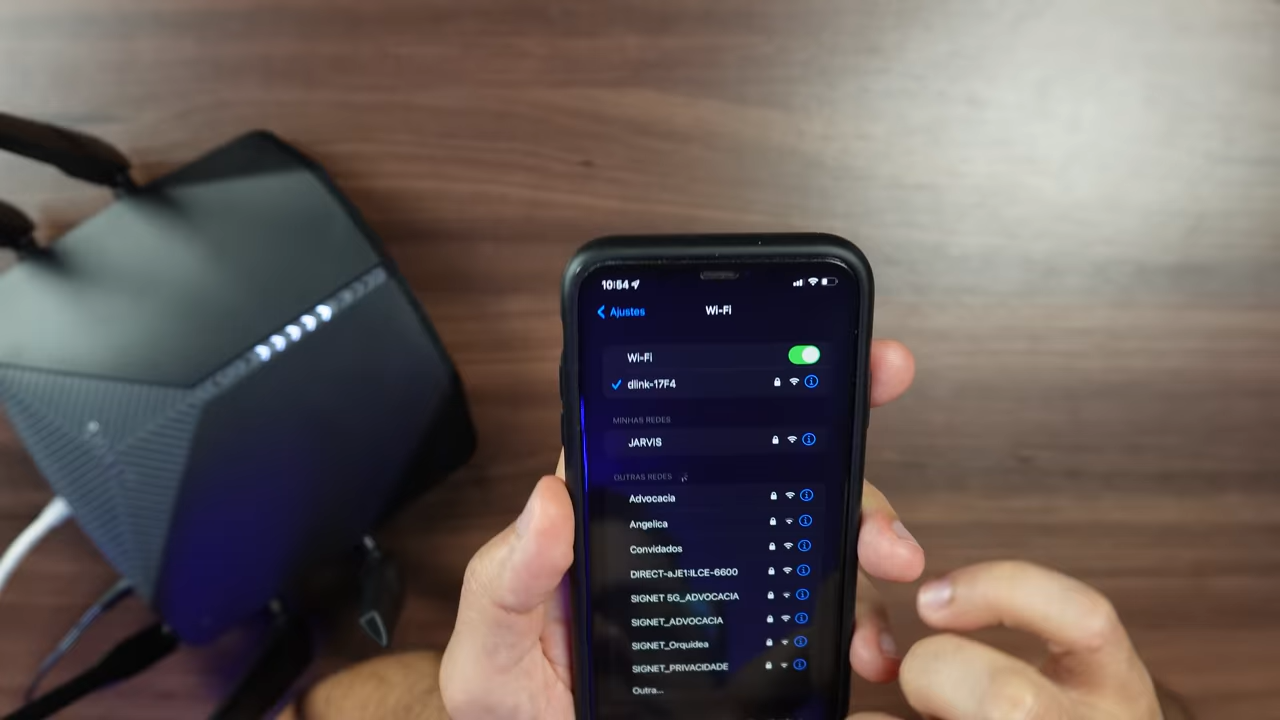 10:54
Ajustes Wi-Fi
Wi-Fi
dlink-17F4
MINHAS REDES
JARVIS
OUTRAS REDES
Advocacia
Angelica
Convidados
DIRECT-aJE1:ILCE-6600
SIGNET 5G_ADVOCACIA
SIGNET_ADVOCACIA
SIGNET_Orquidea
SIGNET_PRIVACIDADE
Outra...